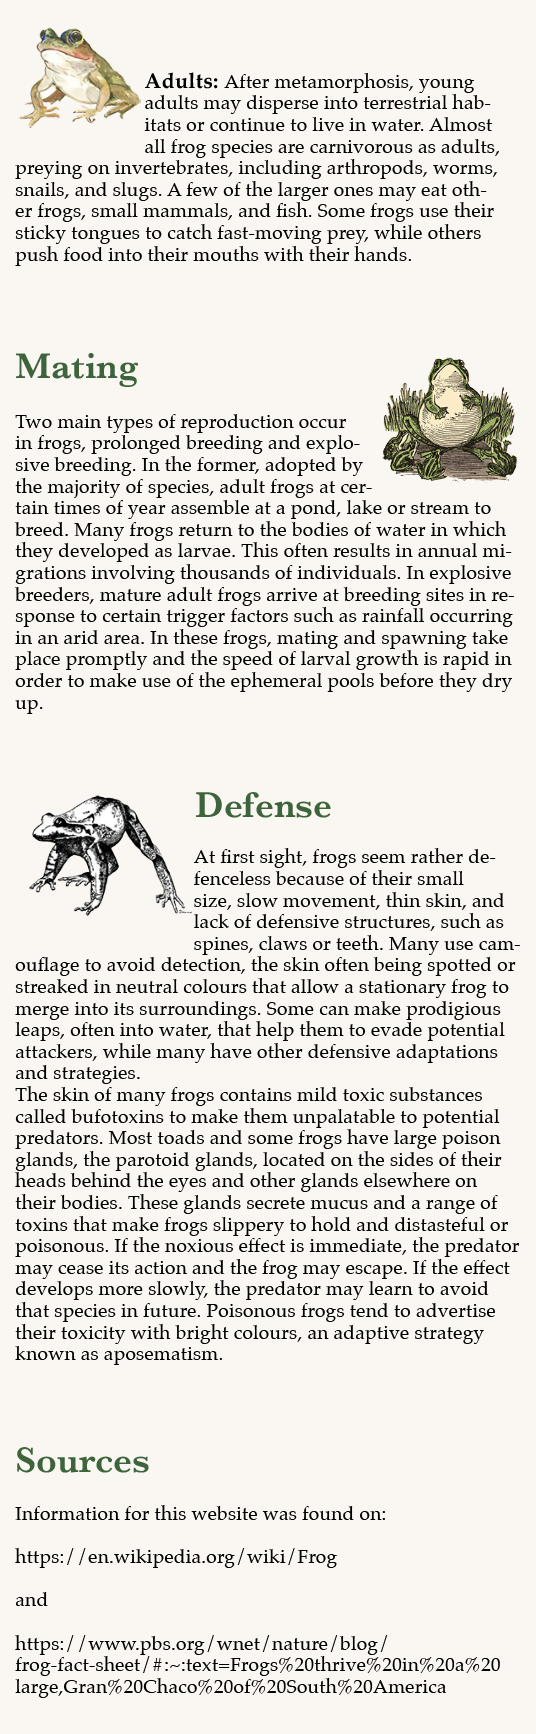 Adults: After metamorphosis, young
adults may disperse into terrestrial hab-
itats or continue to live in water. Almost
all frog species are carnivorous as adults,
preying on invertebrates, including arthropods, worms,
snails, and slugs. A few of the larger ones may eat oth-
er frogs, small mammals, and fish. Some frogs use their
sticky tongues to catch fast-moving prey, while others
push food into their mouths with their hands.
Mating
Two main types of reproduction occur
in frogs, prolonged breeding and explo-
sive breeding. In the former, adopted by
the majority of species, adult frogs at cer-
tain times of year assemble at a pond, lake or stream to
breed. Many frogs return to the bodies of water in which
they developed as larvae. This often results in annual mi-
grations involving thousands of individuals. In explosive
breeders, mature adult frogs arrive at breeding sites in re-
sponse to certain trigger factors such as rainfall occurring
in an arid area. In these frogs, mating and spawning take
place promptly and the speed of larval growth is rapid in
order to make use of the ephemeral pools before they dry
up.
Defense
At first sight, frogs seem rather de-
fenceless because of their small
size, slow movement, thin skin, and
lack of defensive structures, such as
spines, claws or teeth. Many use cam-
ouflage to avoid detection, the skin often being spotted or
streaked in neutral colours that allow a stationary frog to
merge into its surroundings. Some can make prodigious
leaps, often into water, that help them to evade potential
attackers, while many have other defensive adaptations
and strategies.
The skin of many frogs contains mild toxic substances
called bufotoxins to make them unpalatable to potential
predators. Most toads and some frogs have large poison
glands, the parotoid glands, located on the sides of their
heads behind the eyes and other glands elsewhere on
their bodies. These glands secrete mucus and a range of
toxins that make frogs slippery to hold and distasteful or
poisonous. If the noxious effect is immediate, the predator
may cease its action and the frog may escape. If the effect
develops more slowly, the predator may learn to avoid
that species in future. Poisonous frogs tend to advertise
their toxicity with bright colours, an adaptive strategy
known as aposematism.
Sources
Information for this website was found on:
https://en.wikipedia.org/wiki/Frog
and
https://www.pbs.org/wnet/nature/blog/
frog-fact-sheet/#:~:text=Frogs%20thrive%20in%20a%20
large,Gran%20Chaco%20of%20South%20America